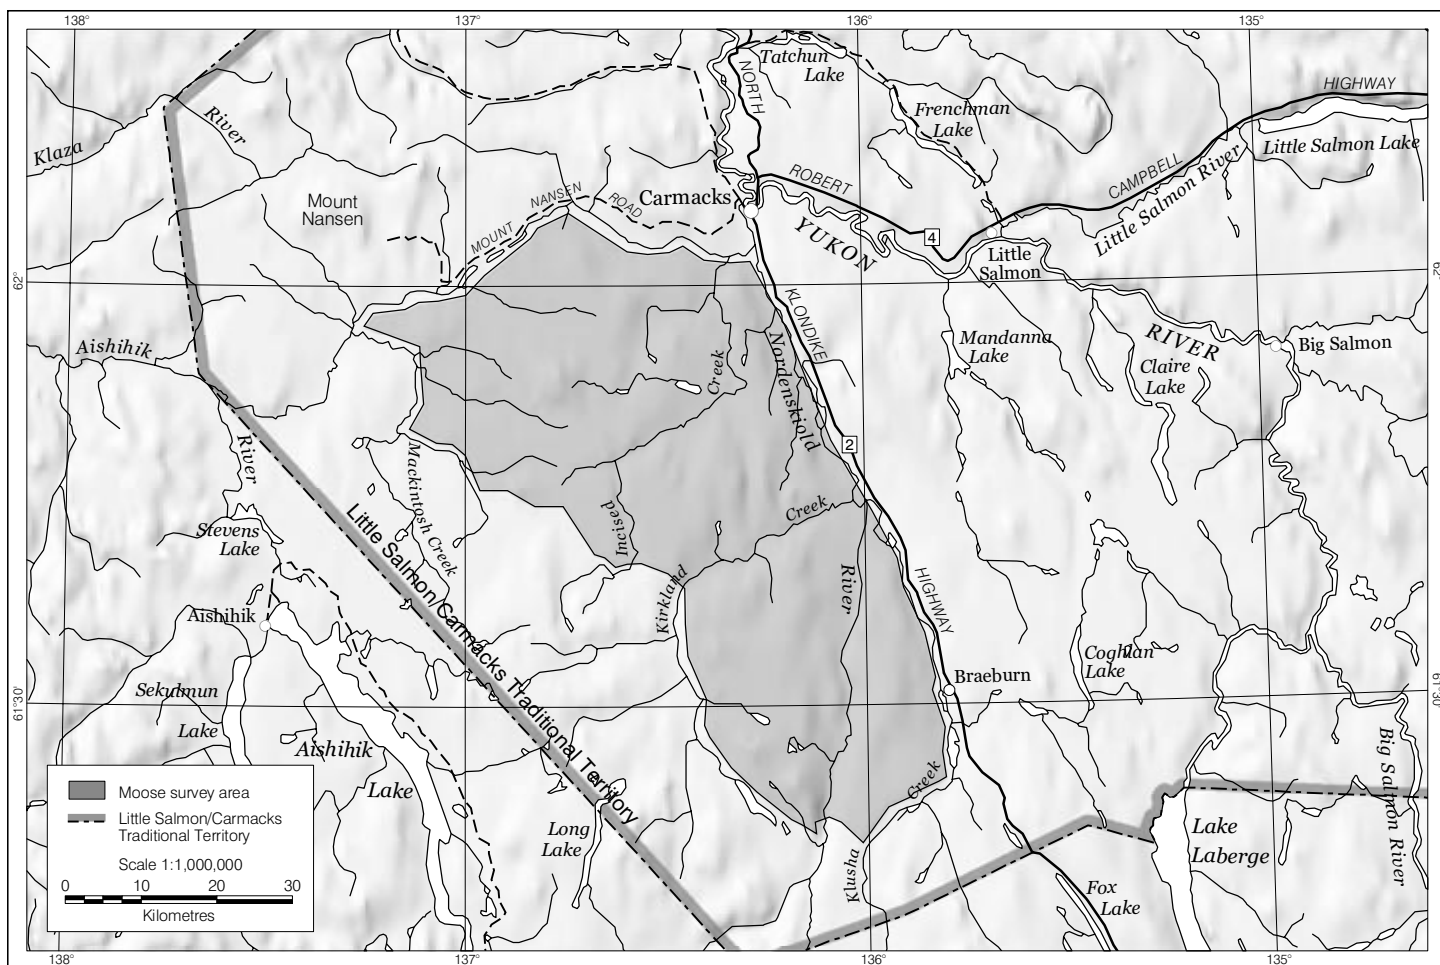 138°
137°
136°
135°
Tatchun
Lake
NORTH
HIGHWAY
Frenchman
Lake
River
Klaza
Little Salmon Lake
CAMPBELL
ROBERT
Little Salmon River
Mount
Nansen
NANSEN
ROAD
MOUNT
Carmacks
YUKON
4
Little
Salmon
62°
62°
KLONDIKE
Nordenskiold
Mandanna
Lake
RIVER
Claire
Lake
Big Salmon
Aishihik
River
Creek
2
Mackintosh Creek
Incised
Creek
Stevens
Lake
Little Salmon/Carmacks Traditional Territory
Kirkland
River
HIGHWAY
Aishihik
Coghlan
Lake
Braeburn
Sekulmun
Lake
61°30'
61°30'
Aishihik
Lake
Creek
Big Salmon River
Moose survey area
Little Salmon/Carmacks
Traditional Territory
Scale 1:1,000,000
0 10 20 30
Kilometres
Long
Lake
Klusha
Lake
Laberge
Fox
Lake
138°
137°
136°
135°